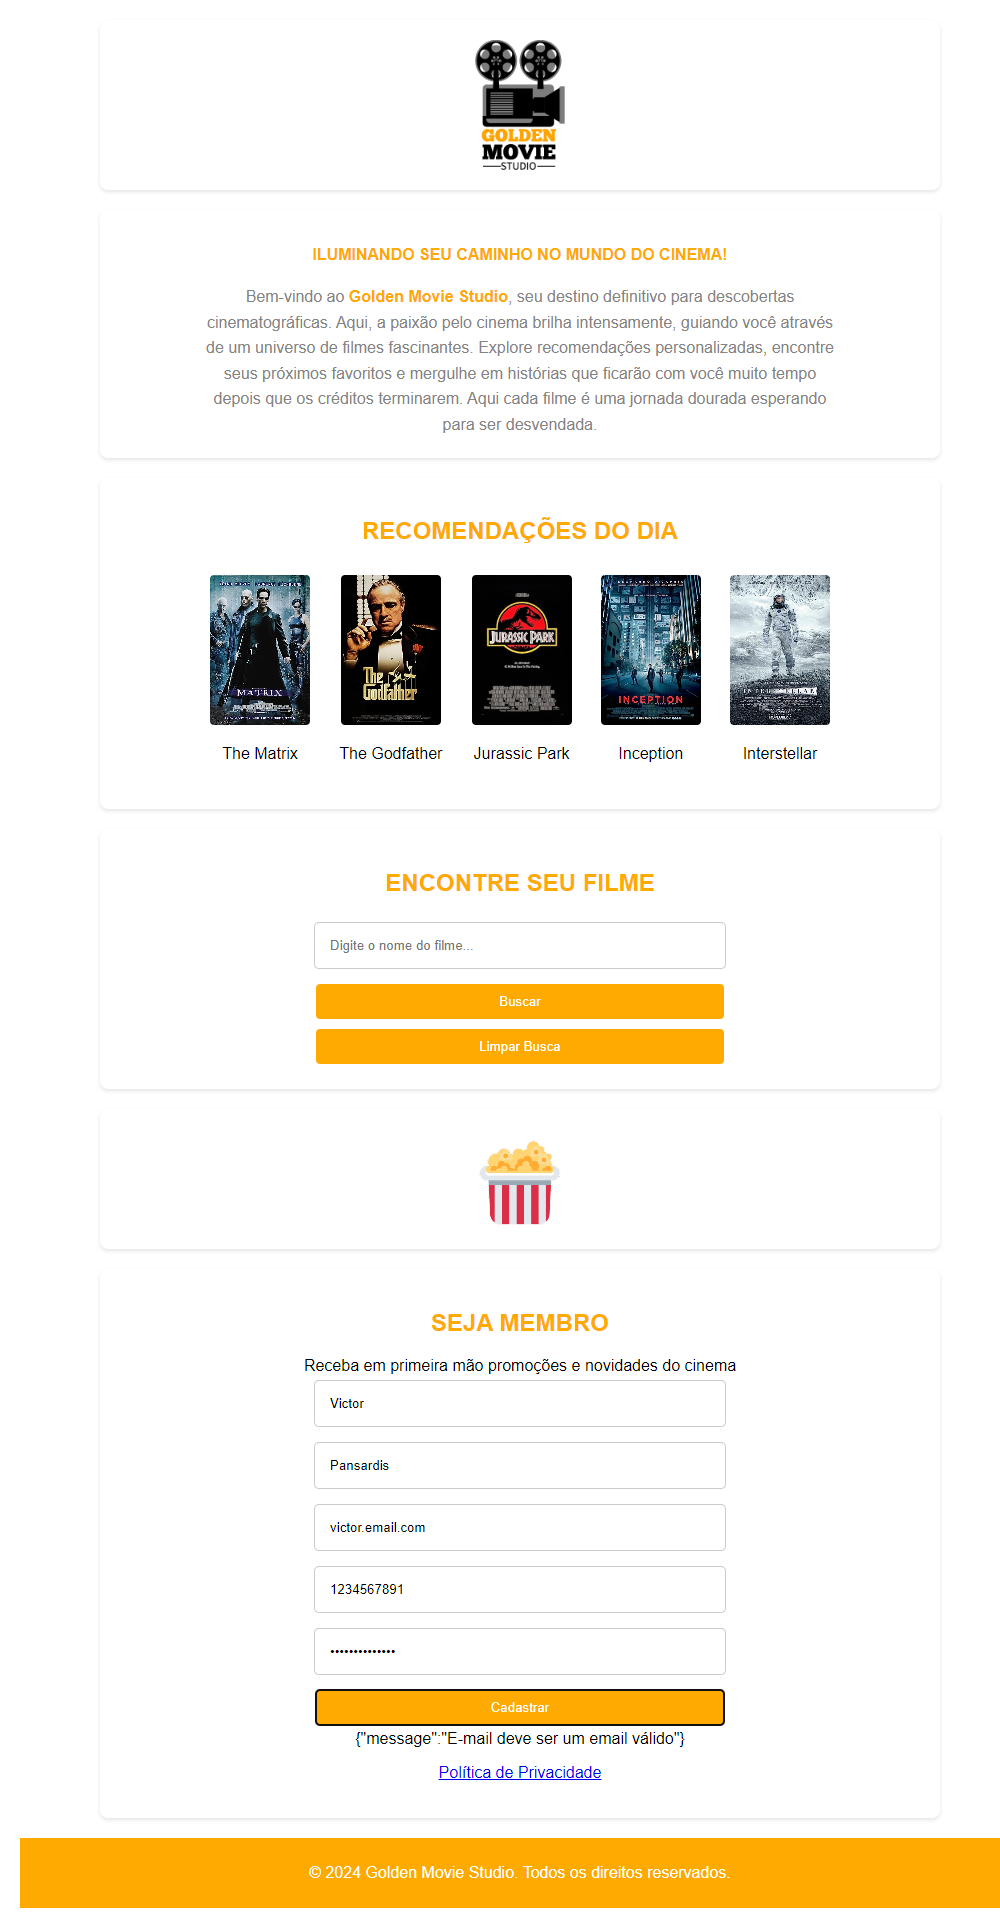 GOLDEN
MOVIE
STUDIO
ILUMINANDO SEU CAMINHO NO MUNDO DO CINEMA!
Bem-vindo ao Golden Movie Studio, seu destino definitivo para descobertas
cinematográficas. Aqui, a paixão pelo cinema brilha intensamente, guiando você através
de um universo de filmes fascinantes. Explore recomendações personalizadas, encontre
seus próximos favoritos e mergulhe em histórias que ficarão com você muito tempo
depois que os créditos terminarem. Aqui cada filme é uma jornada dourada esperando
para ser desvendada.
RECOMENDAÇÕES DO DIA
MATRIX
The
Godfather
JURASSIC PARK
INCEPTION
INTERSTELLAR
The Matrix
The Godfather
Jurassic Park
Inception
Interstellar
ENCONTRE SEU FILME
Digite o nome do filme...
Buscar
Limpar Busca
SEJA MEMBRO
Receba em primeira mão promoções e novidades do cinema
Victor
Pansardis
victor.email.com
1234567891
••••••••••••••
Cadastrar
{"message":"E-mail deve ser um email válido"}
Política de Privacidade
© 2024 Golden Movie Studio. Todos os direitos reservados.